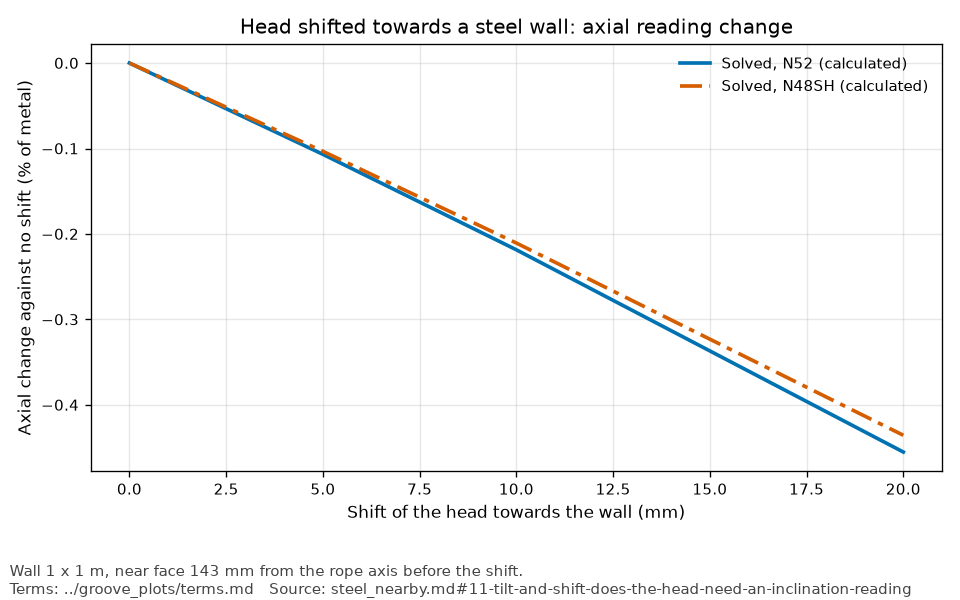 Head shifted towards a steel wall: axial reading change
Solved, N52 (calculated)
Solved, N48SH (calculated)
Axial change against no shift (% of metal)
0.0
−0.1
−0.2
−0.3
−0.4
0.0 2.5 5.0 7.5 10.0 12.5 15.0 17.5 20.0
Shift of the head towards the wall (mm)
Wall 1 x 1 m, near face 143 mm from the rope axis before the shift.
Terms: ../groove_plots/terms.md Source: steel_nearby.md#11-tilt-and-shift-does-the-head-need-an-inclination-reading